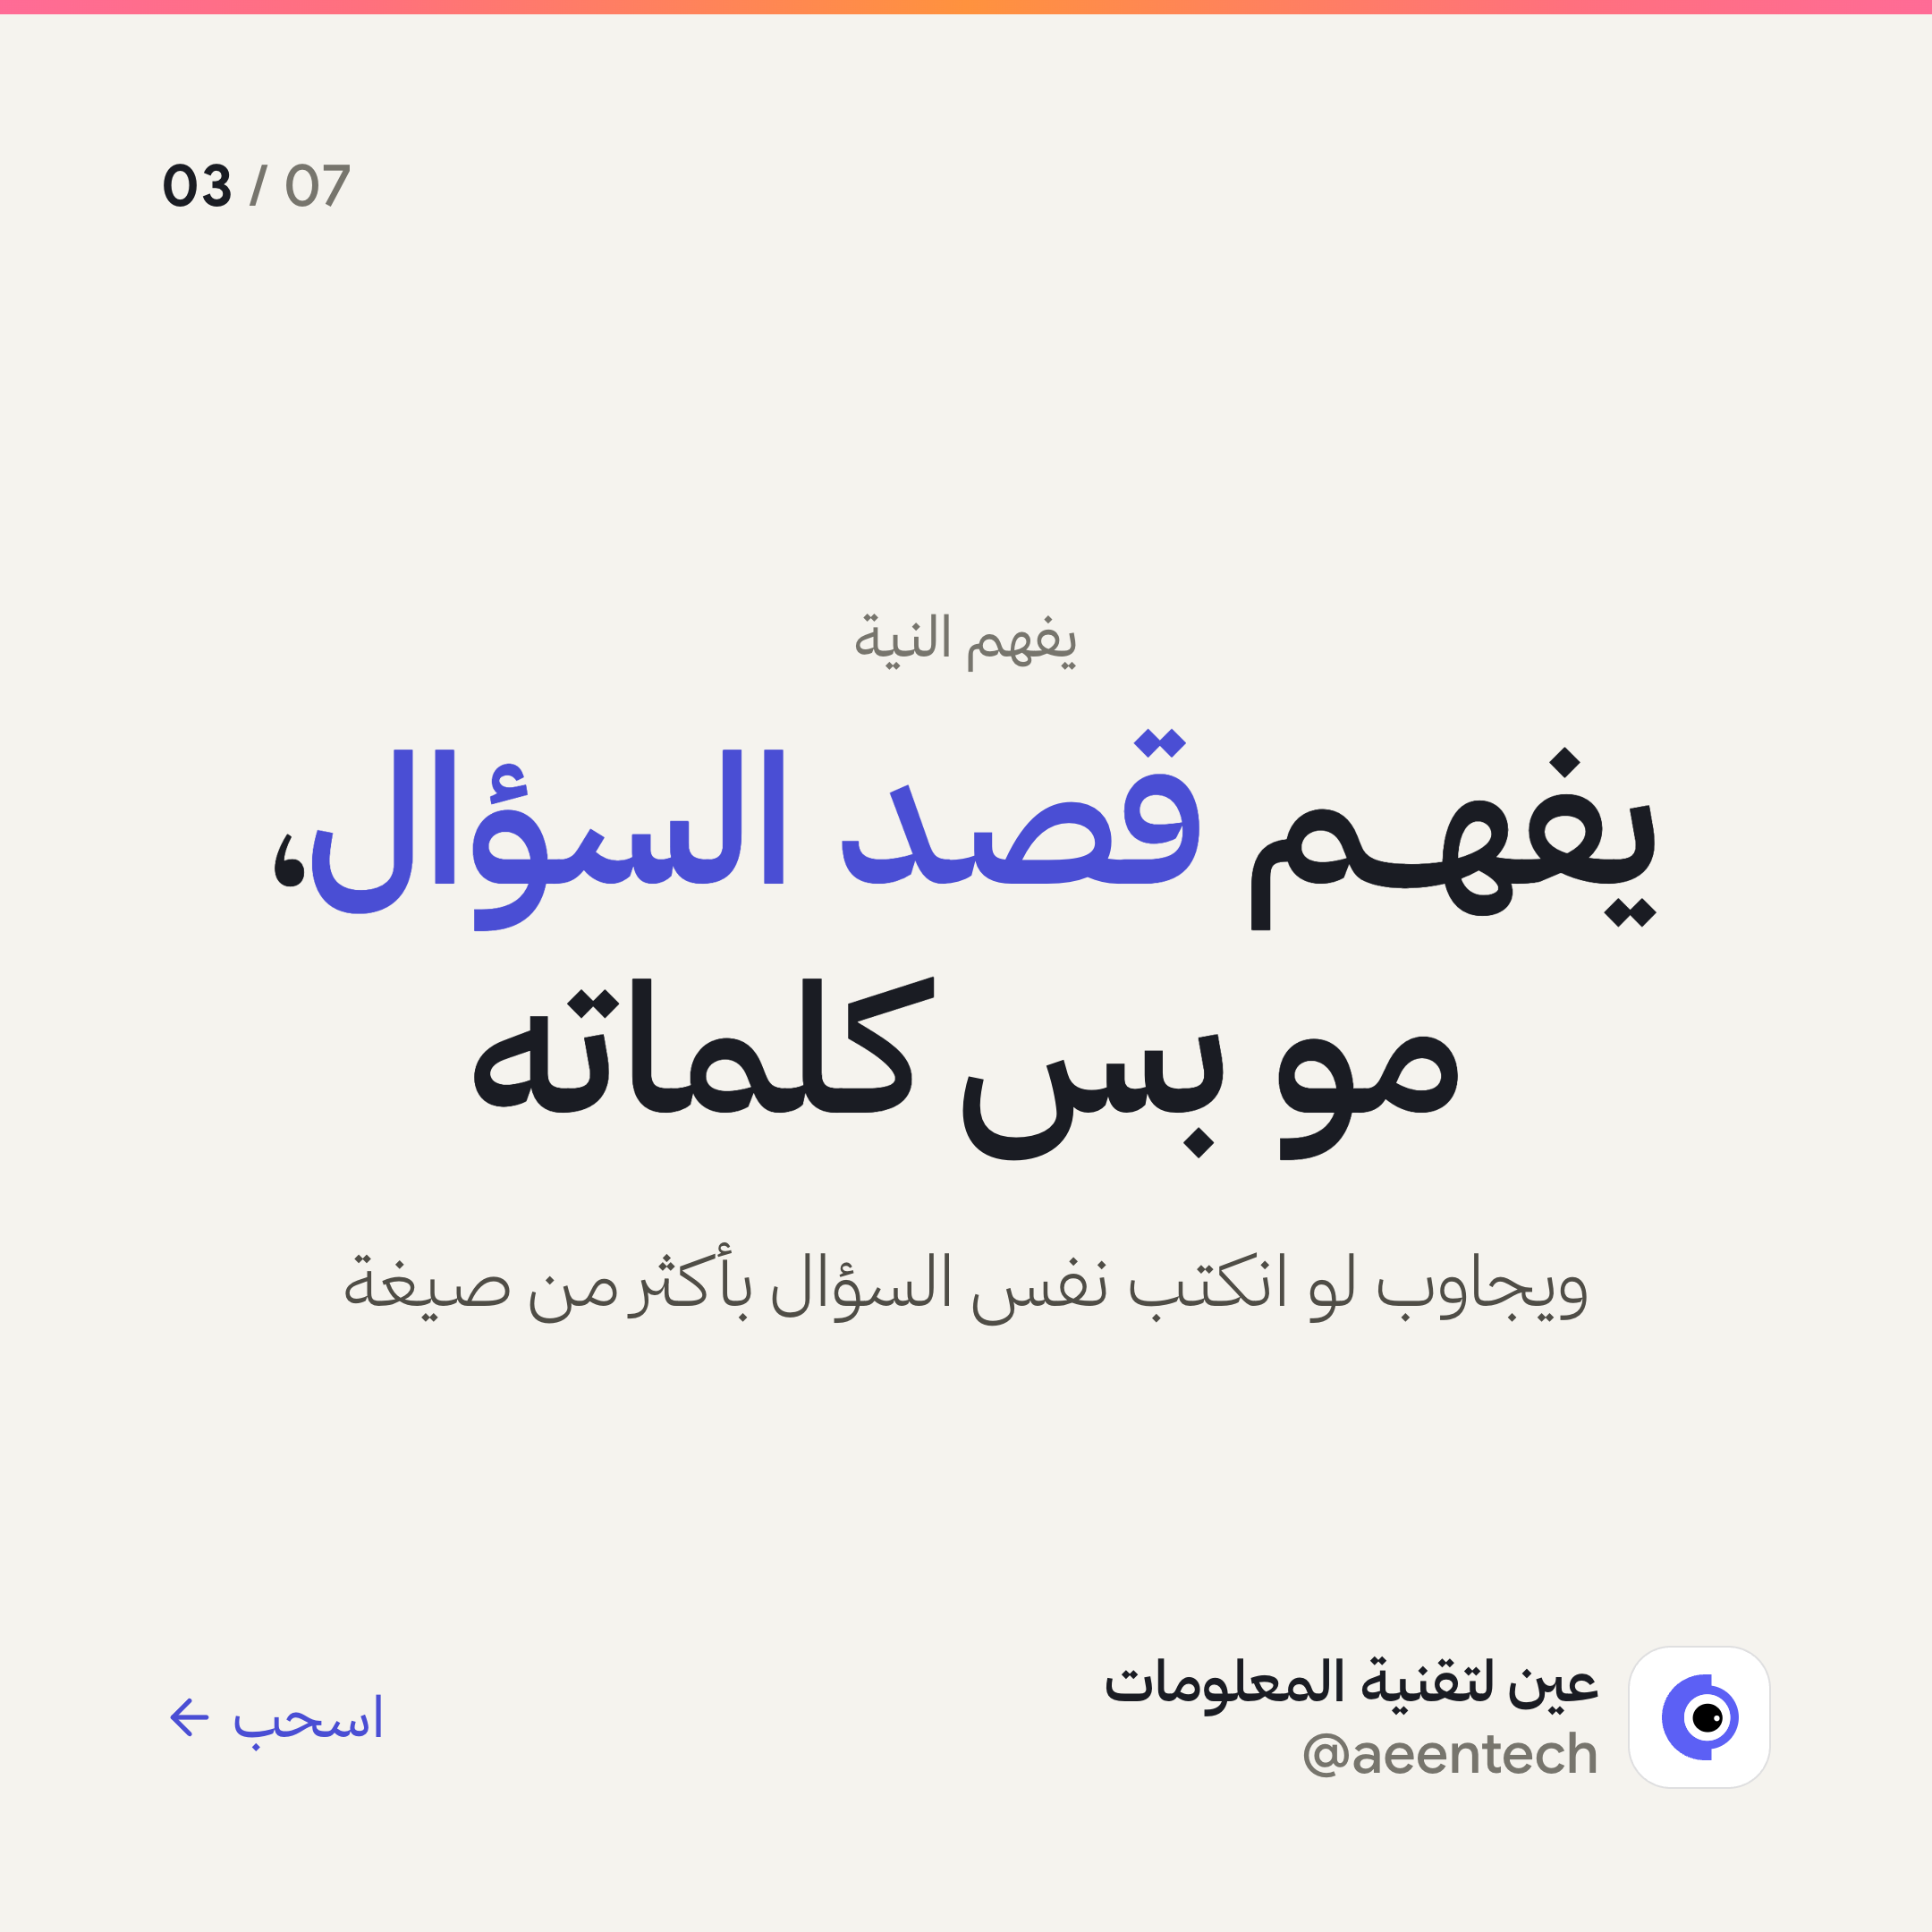 03 / 07
يفهم النية
يفهم قصد السؤال،
مو بس كلماته
ويجاوب لو انكتب نفس السؤال بأكثر من صيغة
عين لتقنية المعلومات
@aeentech
اسحب ←